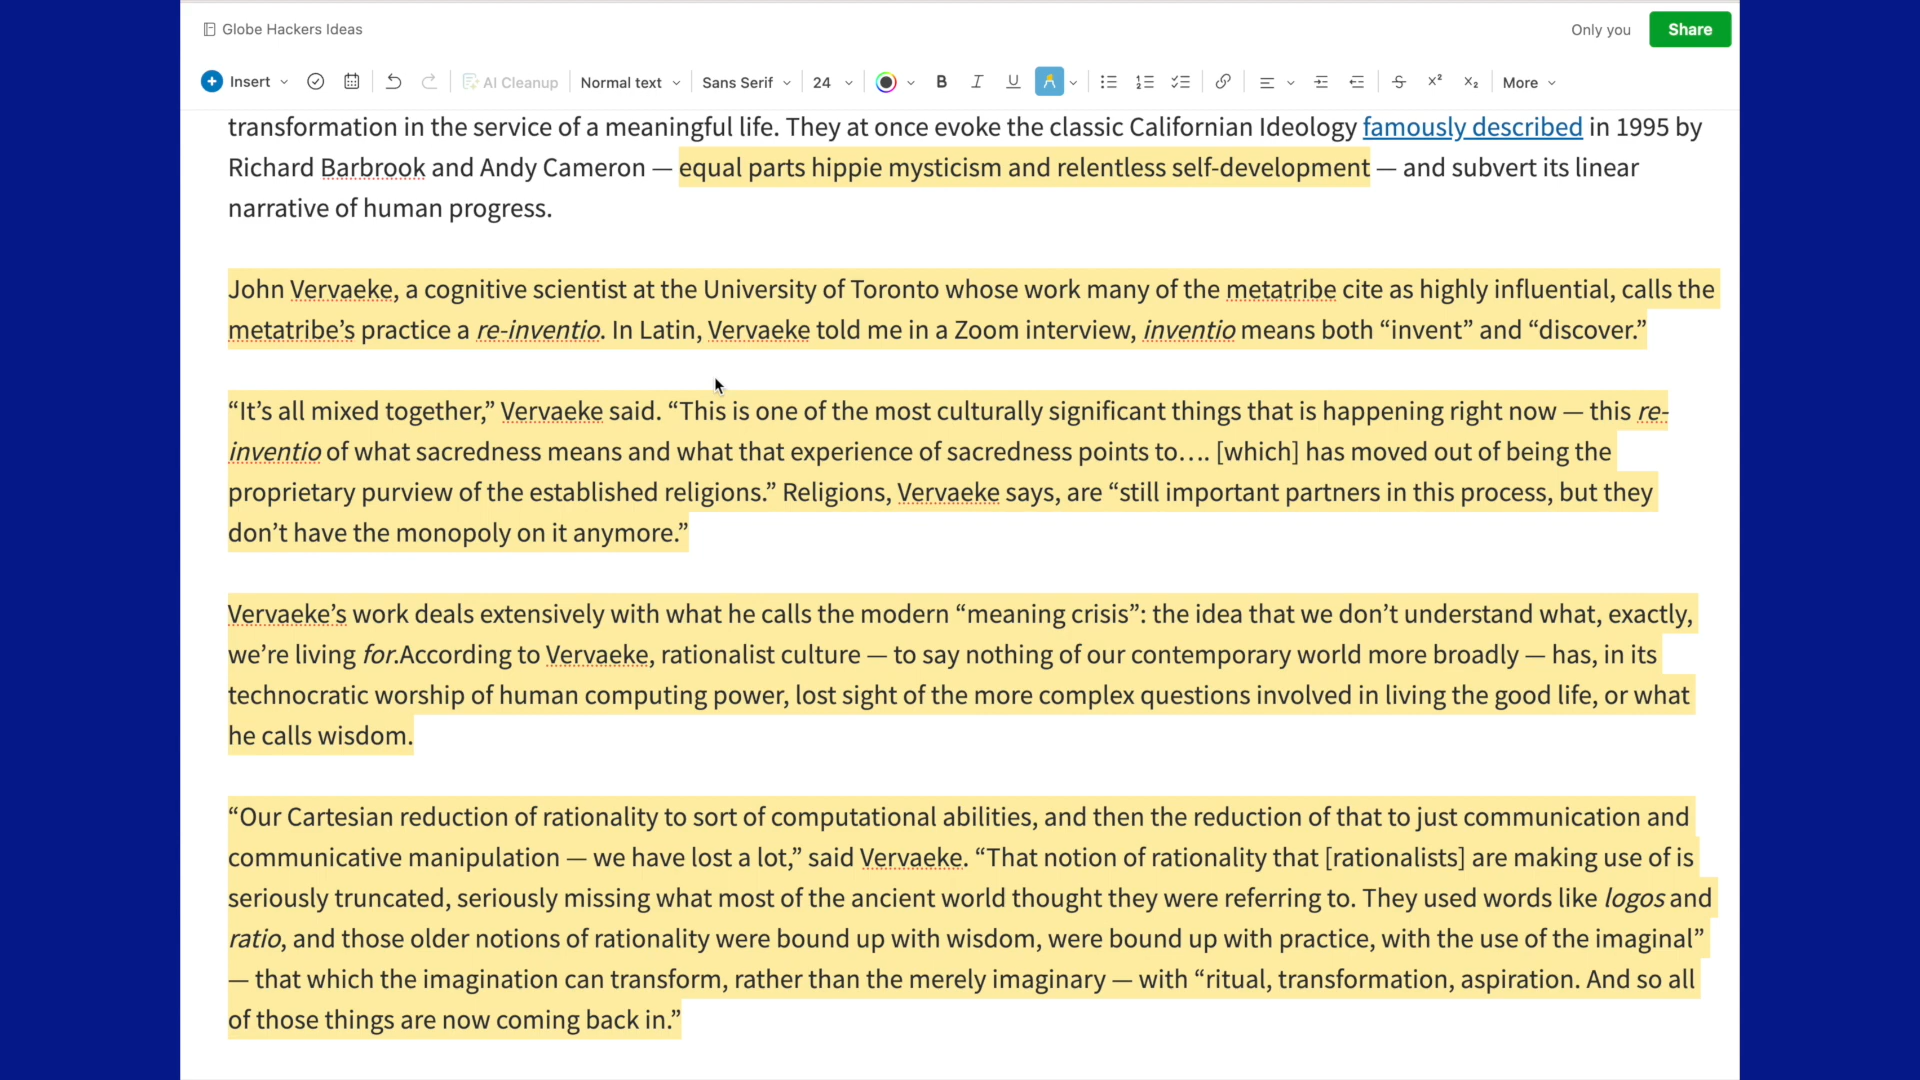 Globe Hackers Ideas
Only you
Share
Insert
AI Cleanup
Normal text
Sans Serif
24
B I U A
More
transformation in the service of a meaningful life. They at once evoke the classic Californian Ideology famously described in 1995 by
Richard Barbrook and Andy Cameron — equal parts hippie mysticism and relentless self-development — and subvert its linear
narrative of human progress.
John Vervaeke, a cognitive scientist at the University of Toronto whose work many of the metatribe cite as highly influential, calls the
metatribe’s practice a re-inventio. In Latin, Vervaeke told me in a Zoom interview, inventio means both “invent” and “discover.”
“It’s all mixed together,” Vervaeke said. “This is one of the most culturally significant things that is happening right now — this re-
inventio of what sacredness means and what that experience of sacredness points to…. [which] has moved out of being the
proprietary purview of the established religions.” Religions, Vervaeke says, are “still important partners in this process, but they
don’t have the monopoly on it anymore.”
Vervaeke’s work deals extensively with what he calls the modern “meaning crisis”: the idea that we don’t understand what, exactly,
we’re living for.According to Vervaeke, rationalist culture — to say nothing of our contemporary world more broadly — has, in its
technocratic worship of human computing power, lost sight of the more complex questions involved in living the good life, or what
he calls wisdom.
“Our Cartesian reduction of rationality to sort of computational abilities, and then the reduction of that to just communication and
communicative manipulation — we have lost a lot,” said Vervaeke. “That notion of rationality that [rationalists] are making use of is
seriously truncated, seriously missing what most of the ancient world thought they were referring to. They used words like logos and
ratio, and those older notions of rationality were bound up with wisdom, were bound up with practice, with the use of the imaginal”
— that which the imagination can transform, rather than the merely imaginary — with “ritual, transformation, aspiration. And so all
of those things are now coming back in.”